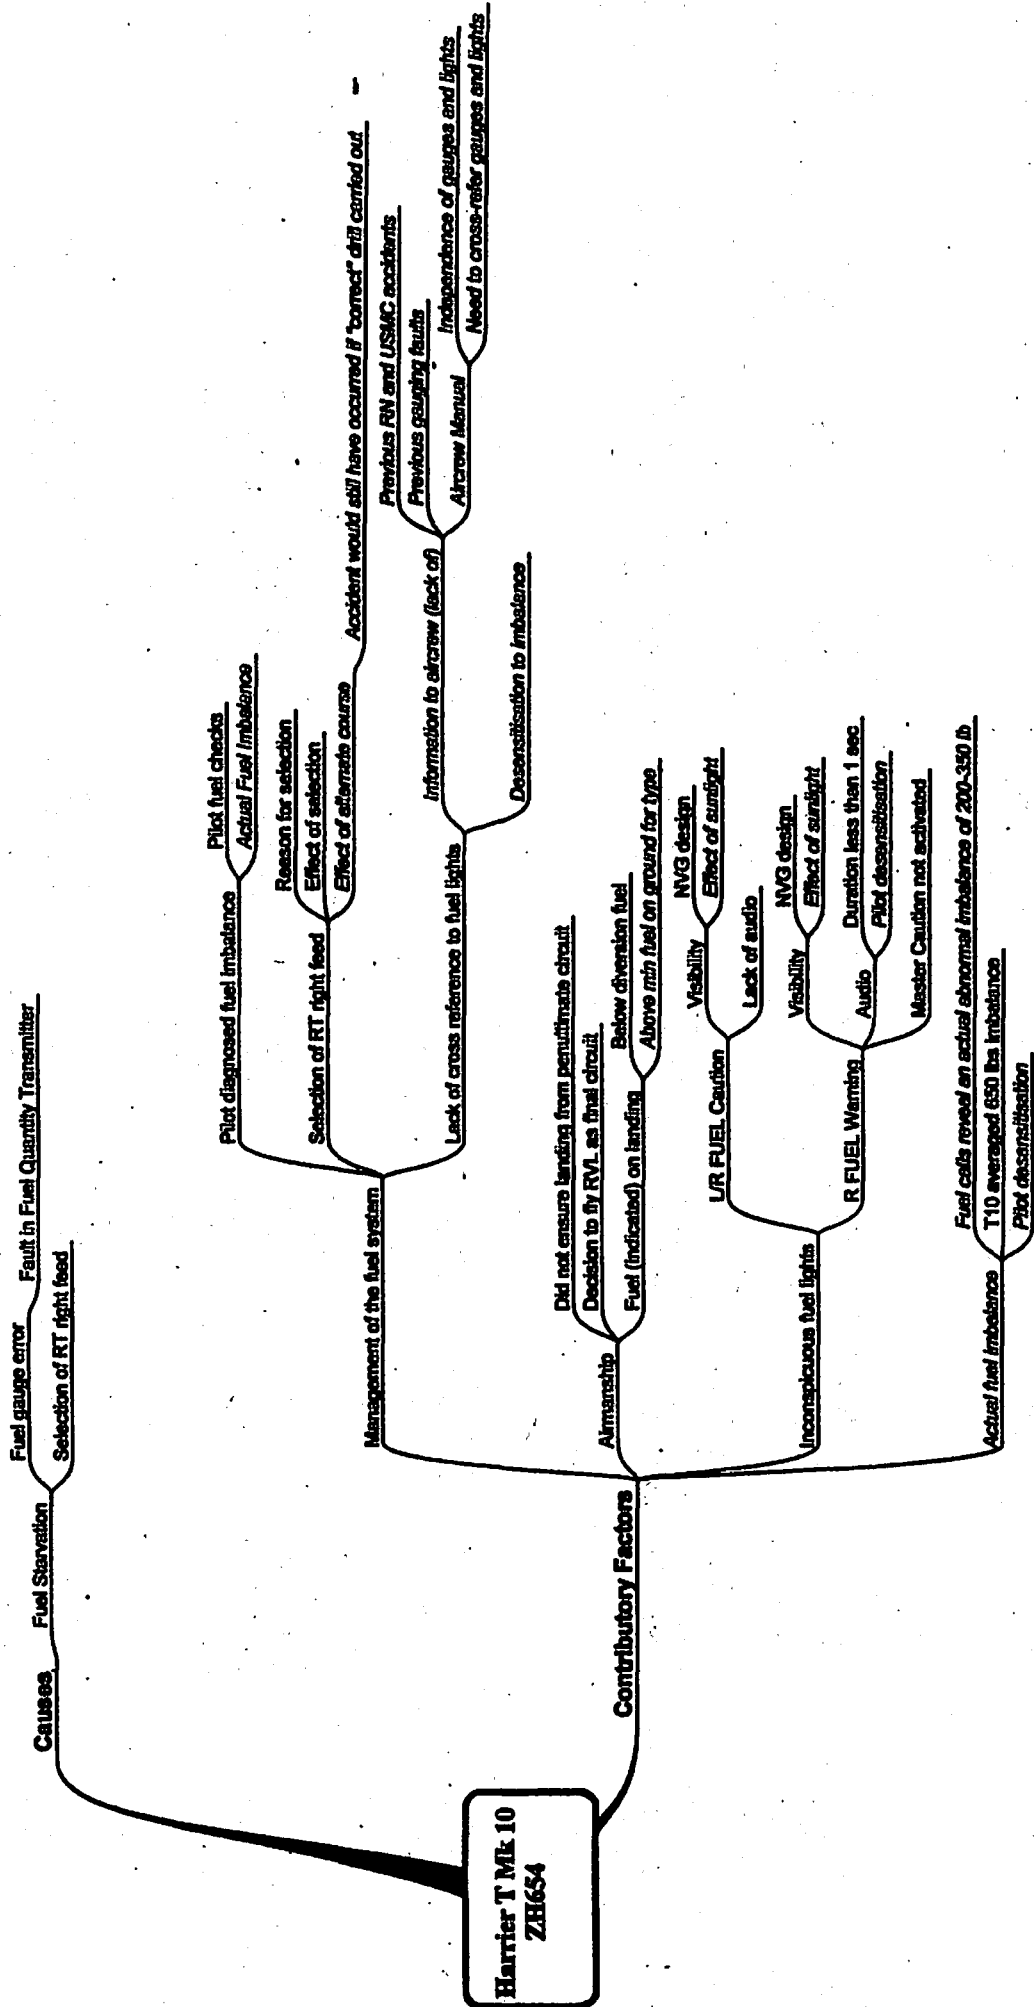 Harrier T Mk 10
ZH654
Causes
Fuel Starvation
Fuel gauge error
Fault in Fuel Quantity Transmitter
Selection of RT right feed
Contributory Factors
Management of the fuel system
Pilot diagnosed fuel imbalance
Pilot fuel checks
Actual Fuel Imbalance
Selection of RT right feed
Reason for selection
Effect of selection
Effect of alternate course
Accident would still have occurred if "correct" drill carried out
Lack of cross reference to fuel lights
Information to aircrew (lack of)
Previous RN and USMC accidents
Previous gauging faults
Aircrew Manual
Independence of gauges and lights
Need to cross-refer gauges and lights
Desensitisation to imbalance
Airmanship
Did not ensure landing from penultimate circuit
Decision to fly RVL as final circuit
Fuel (indicated) on landing
Below diversion fuel
Above min fuel on ground for type
Inconspicuous fuel lights
L/R FUEL Caution
Visibility
NVG design
Effect of sunlight
Lack of audio
R FUEL Warning
Visibility
NVG design
Effect of sunlight
Audio
Duration less than 1 sec
Pilot desensitisation
Master Caution not activated
Actual fuel imbalance
Fuel calls reveal an actual abnormal imbalance of 200-350 lb
T10 averaged 650 lbs imbalance
Pilot desensitisation